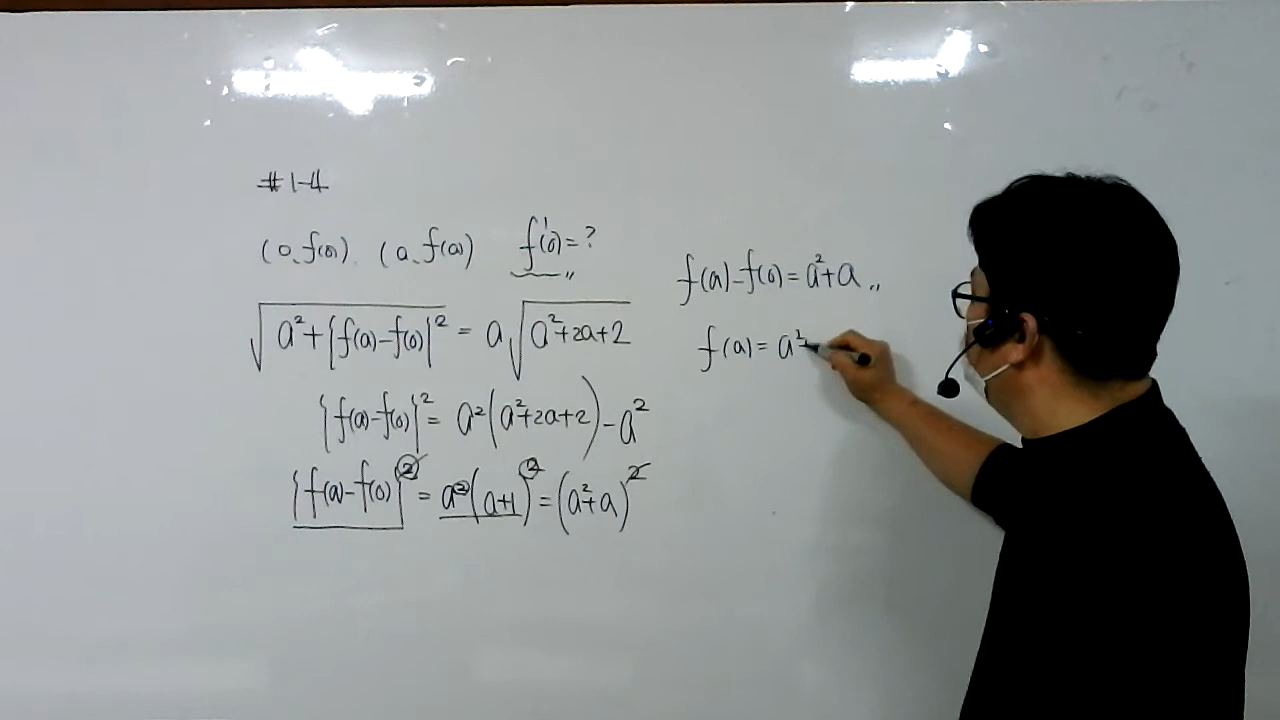 #1-4
(0, f(0)) (a, f(a)) f'(0)=?
√(a²+{f(a)-f(0)}²) = a√(a²+2a+2)
{f(a)-f(0)}² = a²(a²+2a+2)-a²
{f(a)-f(0)}² = a²(a+1)² = (a²+a)²
f(a)-f(0)=a²+a〃
f(a)=a²+